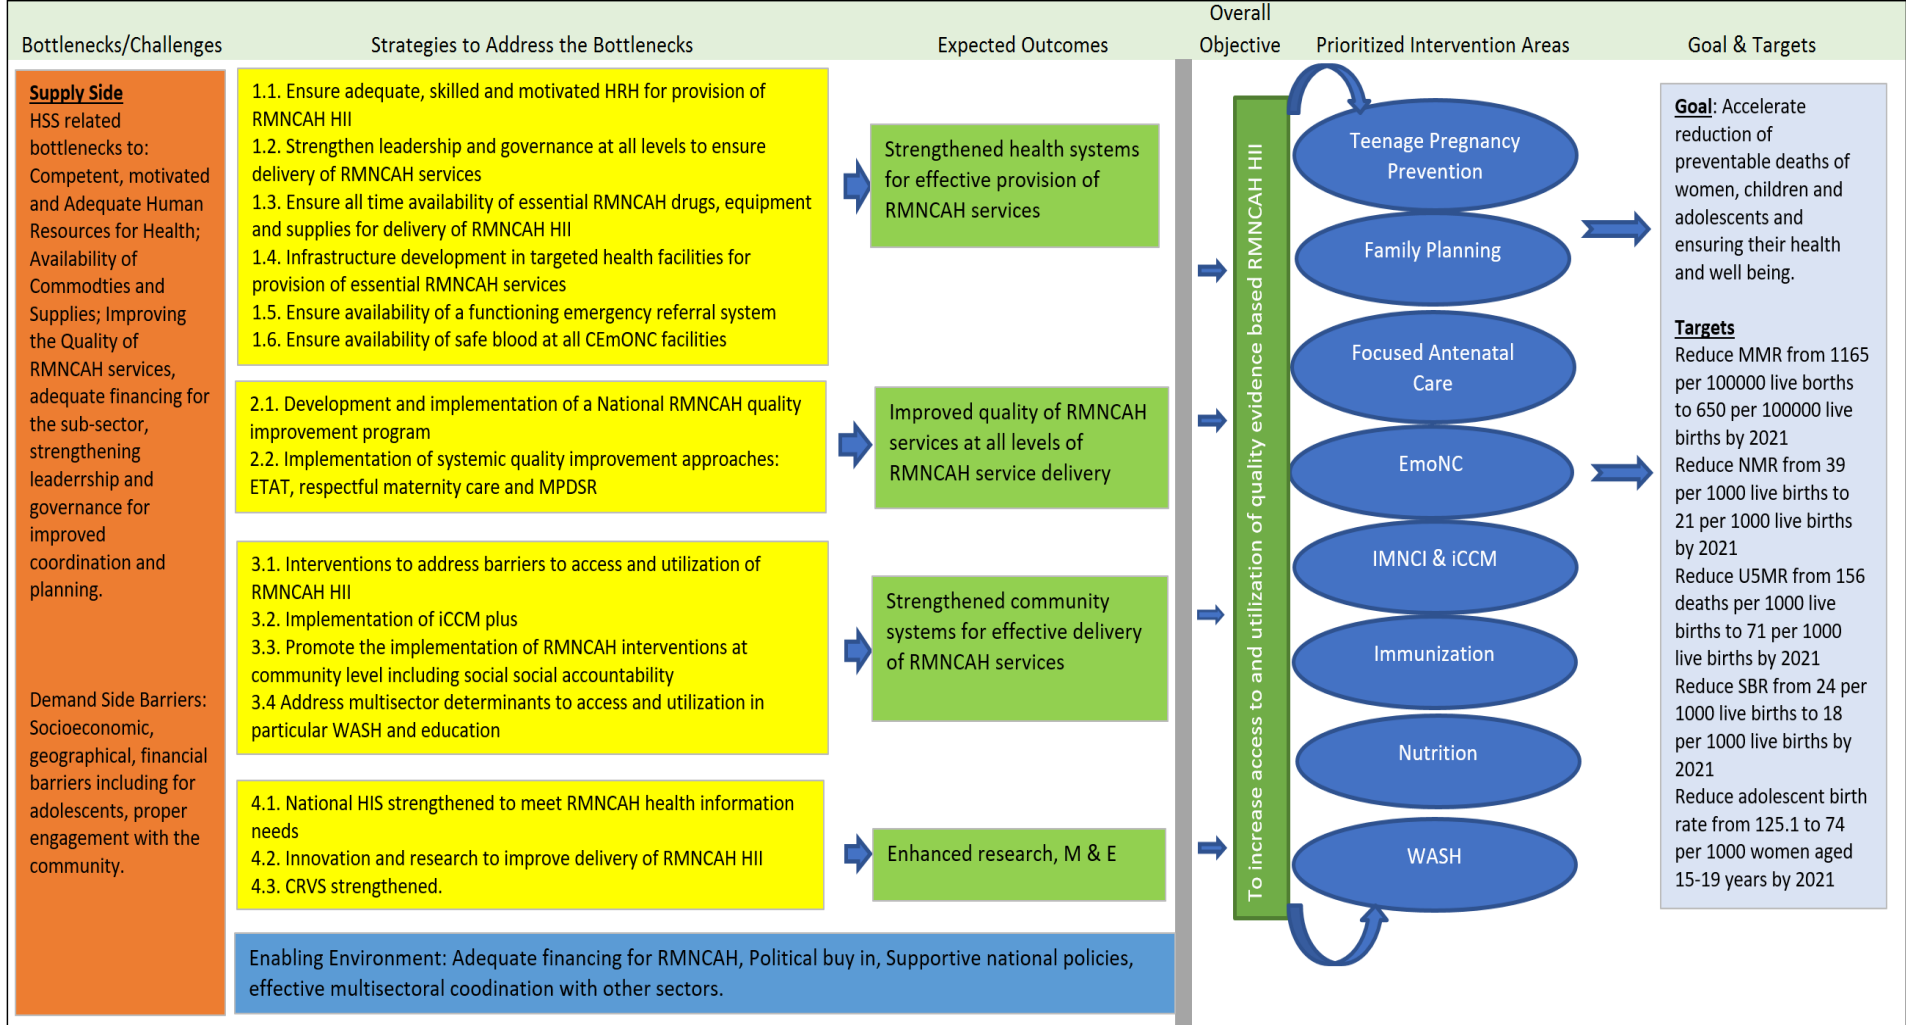 Bottlenecks/Challenges
Strategies to Address the Bottlenecks
Expected Outcomes
Overall
Objective
Prioritized Intervention Areas
Goal & Targets
Supply Side
HSS related
bottlenecks to:
Competent, motivated
and Adequate Human
Resources for Health;
Availability of
Commodties and
Supplies; Improving
the Quality of
RMNCAH services,
adequate financing for
the sub-sector,
strengthening
leaderrship and
governance for
improved
coordination and
planning.
Demand Side Barriers:
Socioeconomic,
geographical, financial
barriers including for
adolescents, proper
engagement with the
community.
1.1. Ensure adequate, skilled and motivated HRH for provision of
RMNCAH HII
1.2. Strengthen leadership and governance at all levels to ensure
delivery of RMNCAH services
1.3. Ensure all time availability of essential RMNCAH drugs, equipment
and supplies for delivery of RMNCAH HII
1.4. Infrastructure development in targeted health facilities for
provision of essential RMNCAH services
1.5. Ensure availability of a functioning emergency referral system
1.6. Ensure availability of safe blood at all CEmONC facilities
2.1. Development and implementation of a National RMNCAH quality
improvement program
2.2. Implementation of systemic quality improvement approaches:
ETAT, respectful maternity care and MPDSR
3.1. Interventions to address barriers to access and utilization of
RMNCAH HII
3.2. Implementation of iCCM plus
3.3. Promote the implementation of RMNCAH interventions at
community level including social social accountability
3.4 Address multisector determinants to access and utilization in
particular WASH and education
4.1. National HIS strengthened to meet RMNCAH health information
needs
4.2. Innovation and research to improve delivery of RMNCAH HII
4.3. CRVS strengthened.
Enabling Environment: Adequate financing for RMNCAH, Political buy in, Supportive national policies,
effective multisectoral coodination with other sectors.
Strengthened health systems
for effective provision of
RMNCAH services
Improved quality of RMNCAH
services at all levels of
RMNCAH service delivery
Strengthened community
systems for effective delivery
of RMNCAH services
Enhanced research, M & E
To increase access to and utilization of quality evidence based RMNCAH HII
Teenage Pregnancy
Prevention
Family Planning
Focused Antenatal
Care
EmoNC
IMNCI & iCCM
Immunization
Nutrition
WASH
Goal: Accelerate
reduction of
preventable deaths of
women, children and
adolescents and
ensuring their health
and well being.
Targets
Reduce MMR from 1165
per 100000 live borths
to 650 per 100000 live
births by 2021
Reduce NMR from 39
per 1000 live births to
21 per 1000 live births
by 2021
Reduce U5MR from 156
deaths per 1000 live
births to 71 per 1000
live births by 2021
Reduce SBR from 24 per
1000 live births to 18
per 1000 live births by
2021
Reduce adolescent birth
rate from 125.1 to 74
per 1000 women aged
15-19 years by 2021